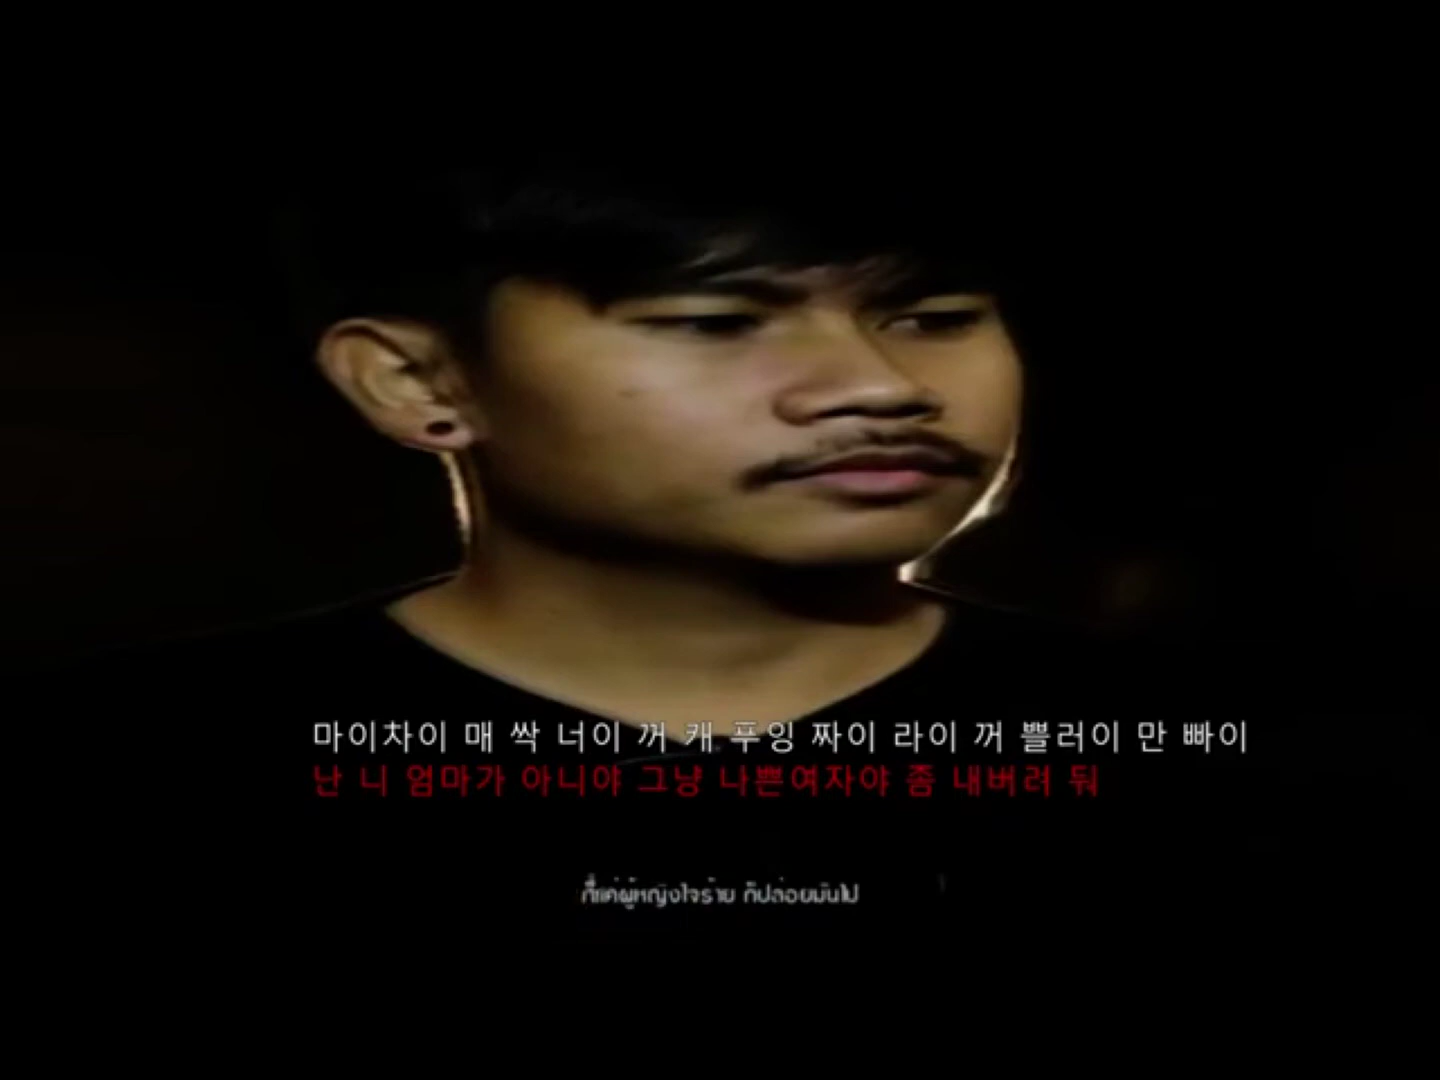 마이차이 매 싹 너이 꺼 캐 푸잉 짜이 라이 꺼 쁠러이 만 빠이
난 니 엄마가 아니야 그냥 나쁜여자야 좀 내버려 둬
ก็แค่ผู้หญิงใจร้าย ก็ปล่อยมันไป